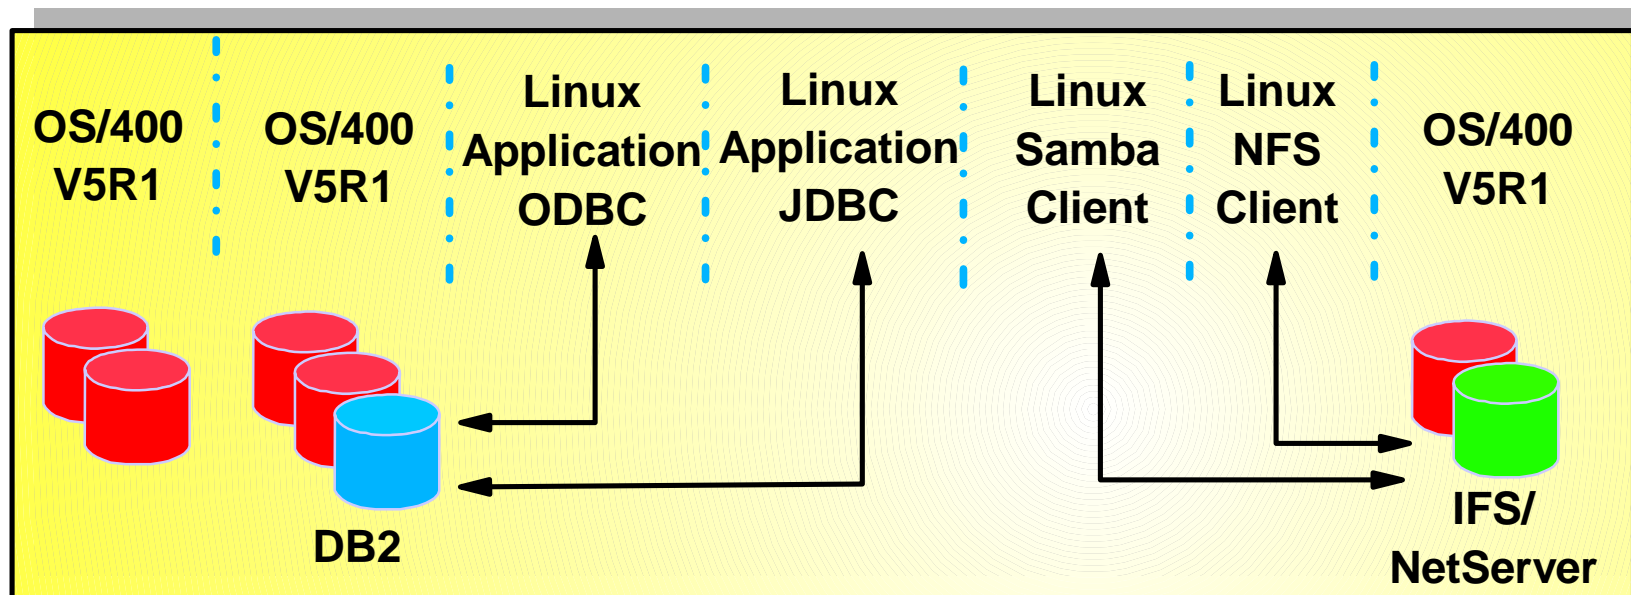 OS/400
V5R1
OS/400
V5R1
Linux
Application
ODBC
Linux
Application
JDBC
Linux
Samba
Client
Linux
NFS
Client
OS/400
V5R1
DB2
IFS/
NetServer